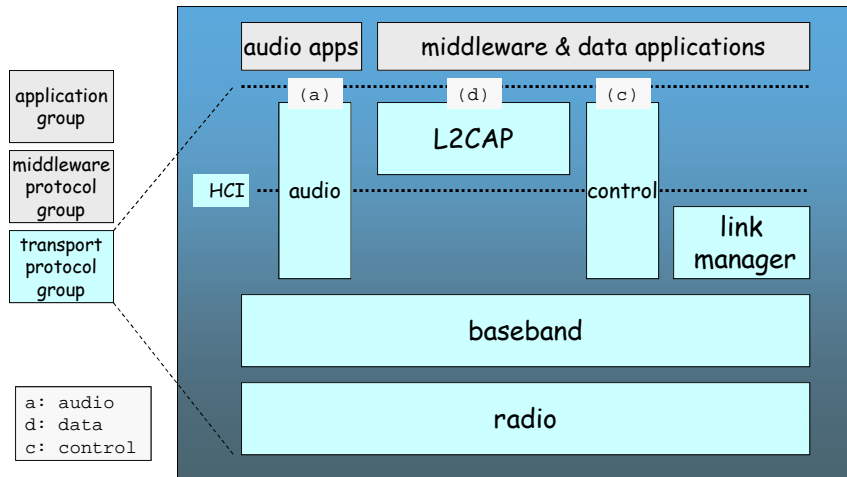 audio apps
middleware & data applications
application
group
middleware
protocol
group
transport
protocol
group
(a)
(d)
(c)
L2CAP
HCI
audio
control
link
manager
baseband
radio
a: audio
d: data
c: control